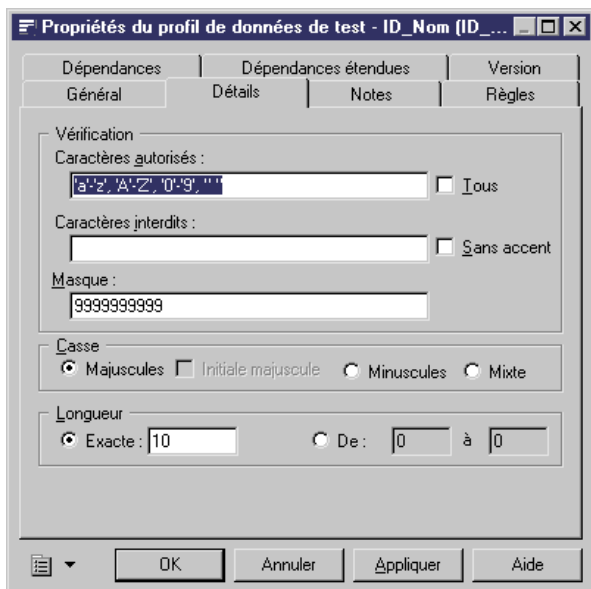 Propriétés du profil de données de test - ID_Nom (ID_...
Dépendances Dépendances étendues Version
Général Détails Notes Règles
Vérification
Caractères autorisés :
'a'-'z', 'A'-'Z', '0'-'9', " " Tous
Caractères interdits :
Sans accent
Masque :
9999999999
Casse
Majuscules Initiale majuscule Minuscules Mixte
Longueur
Exacte : 10 De : 0 à 0
OK Annuler Appliquer Aide